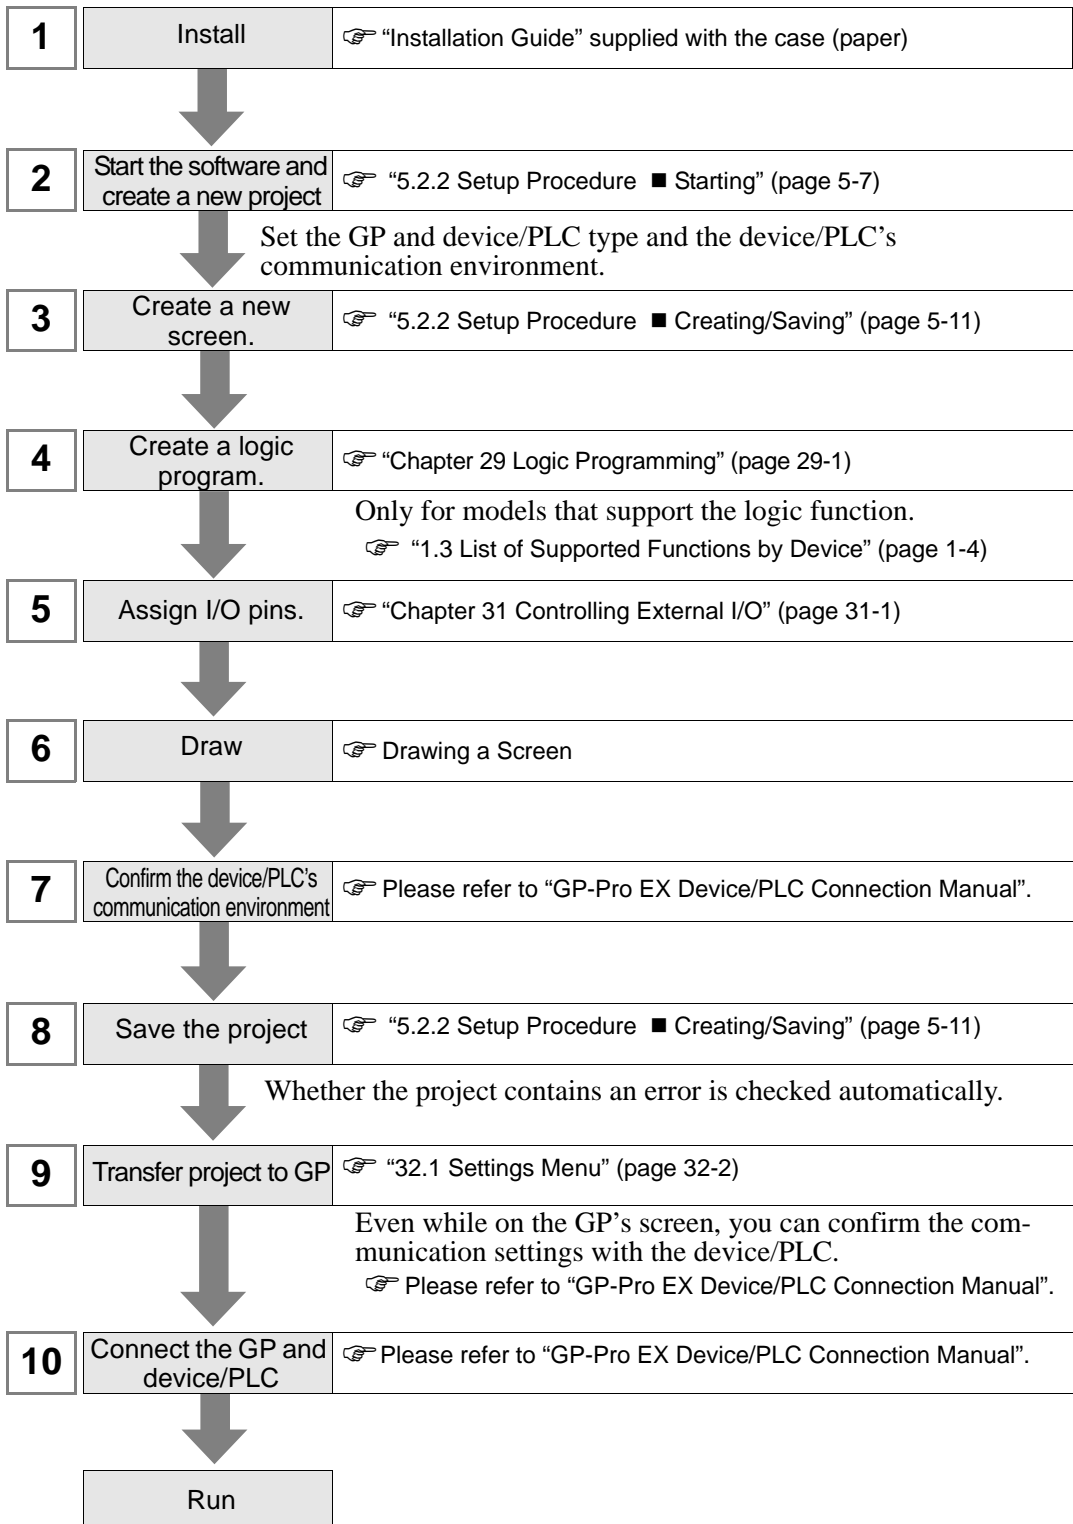 1
Install
☞ “Installation Guide” supplied with the case (paper)
2
Start the software and
create a new project
☞ “5.2.2 Setup Procedure ■ Starting” (page 5-7)
Set the GP and device/PLC type and the device/PLC’s
communication environment.
3
Create a new
screen.
☞ “5.2.2 Setup Procedure ■ Creating/Saving” (page 5-11)
4
Create a logic
program.
☞ “Chapter 29 Logic Programming” (page 29-1)
Only for models that support the logic function.
☞ “1.3 List of Supported Functions by Device” (page 1-4)
5
Assign I/O pins.
☞ “Chapter 31 Controlling External I/O” (page 31-1)
6
Draw
☞ Drawing a Screen
7
Confirm the device/PLC’s
communication environment
☞ Please refer to “GP-Pro EX Device/PLC Connection Manual”.
8
Save the project
☞ “5.2.2 Setup Procedure ■ Creating/Saving” (page 5-11)
Whether the project contains an error is checked automatically.
9
Transfer project to GP
☞ “32.1 Settings Menu” (page 32-2)
Even while on the GP’s screen, you can confirm the com-
munication settings with the device/PLC.
☞ Please refer to “GP-Pro EX Device/PLC Connection Manual”.
10
Connect the GP and
device/PLC
☞ Please refer to “GP-Pro EX Device/PLC Connection Manual”.
Run